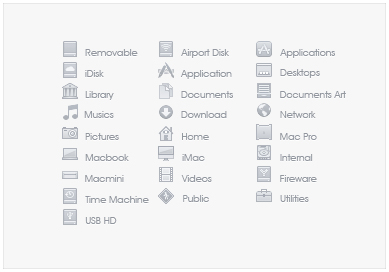 Removable Airport Disk Applications
iDisk Application Desktops
Library Documents Documents Art
Musics Download Network
Pictures Home Mac Pro
Macbook iMac Internal
Macmini Videos Fireware
Time Machine Public Utilities
USB HD